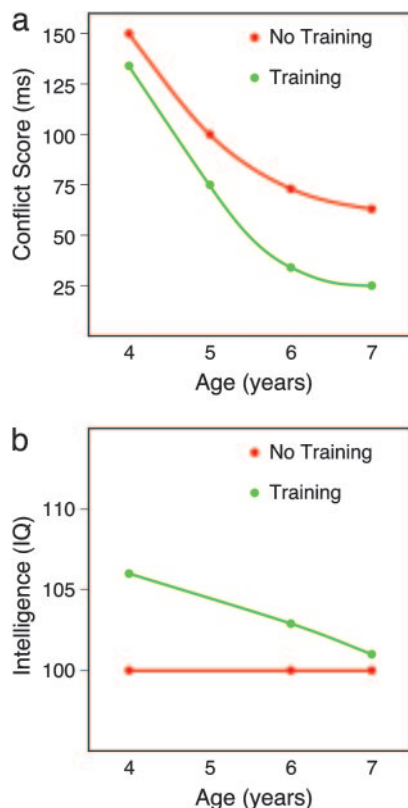 a
Conflict Score (ms)
150
125
100
75
50
25
No Training
Training
4 5 6 7
Age (years)
b
Intelligence (IQ)
110
105
100
No Training
Training
4 5 6 7
Age (years)